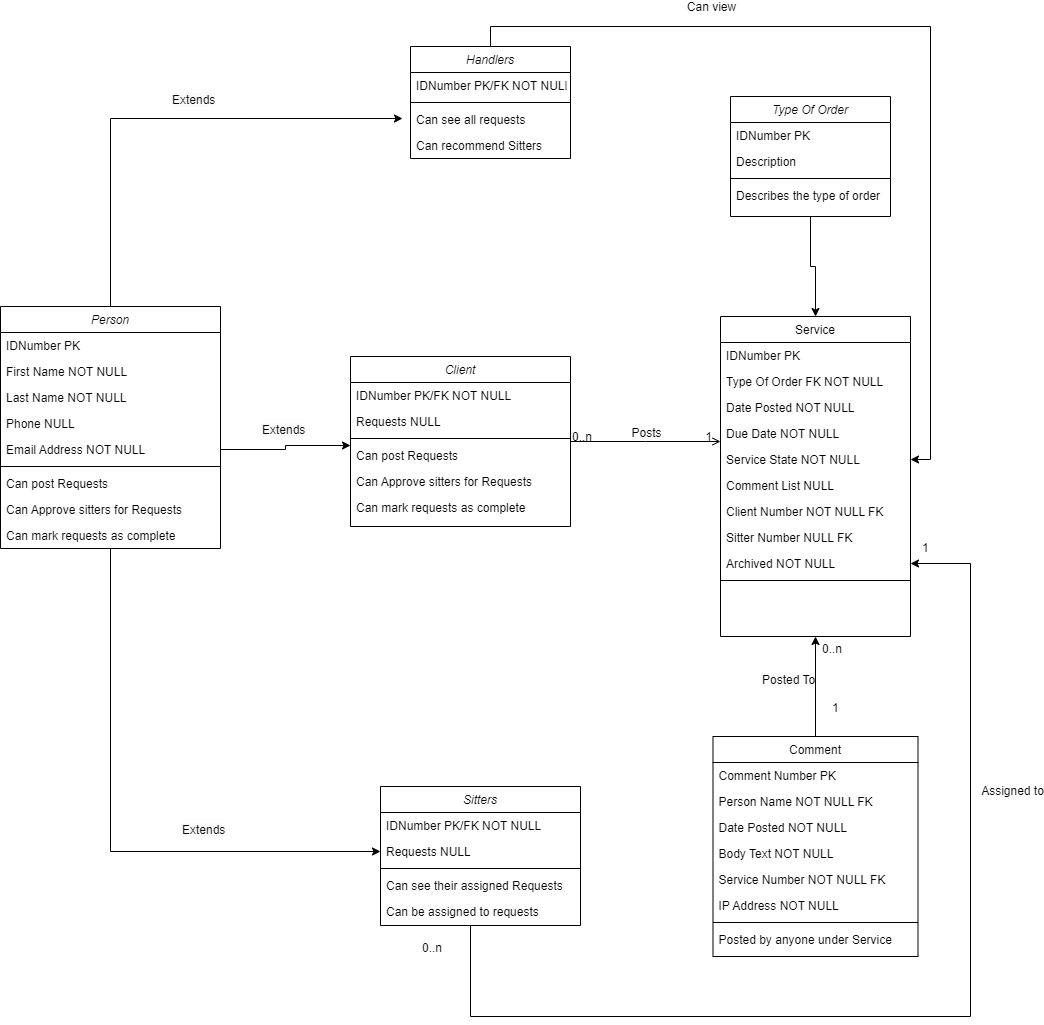 Can view
Handlers
IDNumber PK/FK NOT NULL
Can see all requests
Can recommend Sitters
Extends
Type Of Order
IDNumber PK
Description
Describes the type of order
Person
IDNumber PK
First Name NOT NULL
Last Name NOT NULL
Phone NULL
Email Address NOT NULL
Can post Requests
Can Approve sitters for Requests
Can mark requests as complete
Extends
Client
IDNumber PK/FK NOT NULL
Requests NULL
Can post Requests
Can Approve sitters for Requests
Can mark requests as complete
0..n
Posts
1
Service
IDNumber PK
Type Of Order FK NOT NULL
Date Posted NOT NULL
Due Date NOT NULL
Service State NOT NULL
Comment List NULL
Client Number NOT NULL FK
Sitter Number NULL FK
Archived NOT NULL
1
0..n
Posted To
1
Comment
Comment Number PK
Person Name NOT NULL FK
Date Posted NOT NULL
Body Text NOT NULL
Service Number NOT NULL FK
IP Address NOT NULL
Posted by anyone under Service
Assigned to
Extends
Sitters
IDNumber PK/FK NOT NULL
Requests NULL
Can see their assigned Requests
Can be assigned to requests
0..n